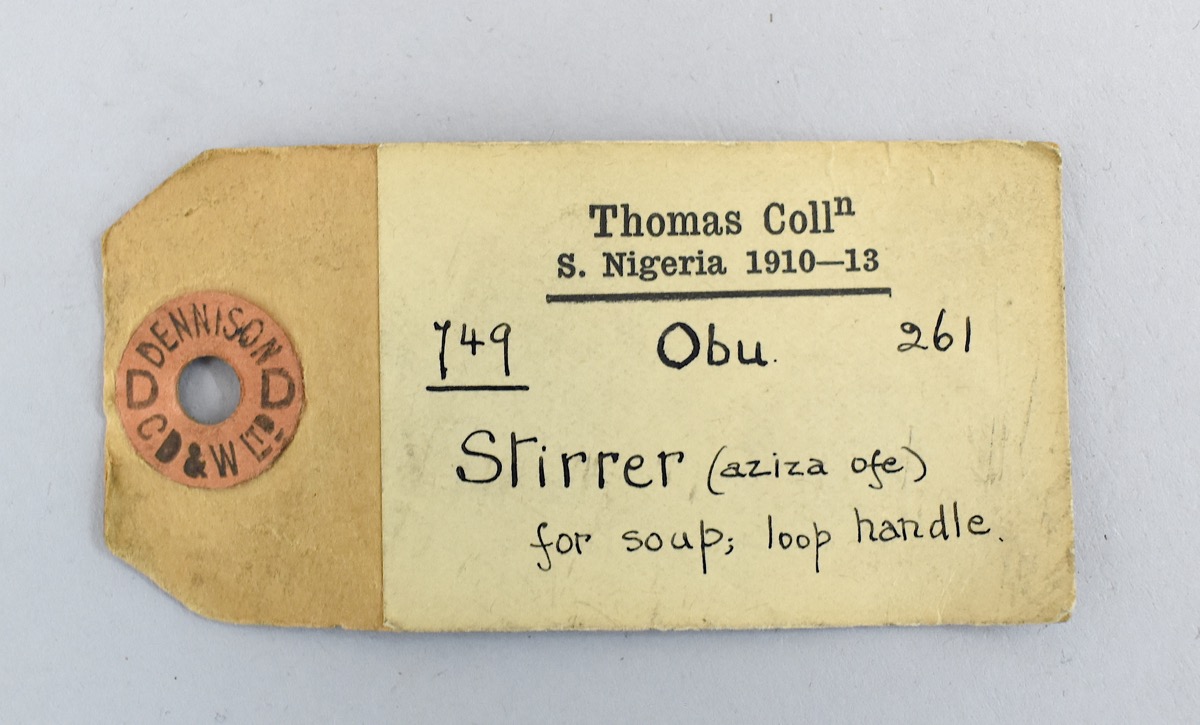 Thomas Collⁿ
S. Nigeria 1910—13
749 Obu. 261
Stirrer (aziza ofe)
for soup; loop handle.
DENNISON
D D
CD & W LTD.